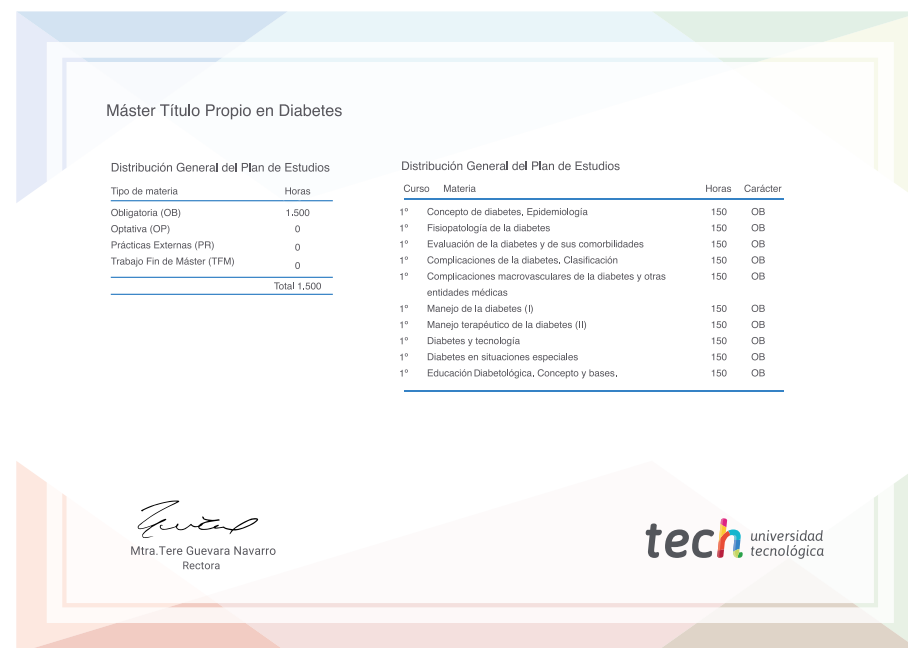 Máster Título Propio en Diabetes
Distribución General del Plan de Estudios
Tipo de materia Horas
Obligatoria (OB) 1.500
Optativa (OP) 0
Prácticas Externas (PR) 0
Trabajo Fin de Máster (TFM) 0
Total 1.500
Distribución General del Plan de Estudios
Curso Materia Horas Carácter
1º Concepto de diabetes, Epidemiología 150 OB
1º Fisiopatología de la diabetes 150 OB
1º Evaluación de la diabetes y de sus comorbilidades 150 OB
1º Complicaciones de la diabetes. Clasificación 150 OB
1º Complicaciones macrovasculares de la diabetes y otras 150 OB
entidades médicas
1º Manejo de la diabetes (I) 150 OB
1º Manejo terapéutico de la diabetes (II) 150 OB
1º Diabetes y tecnología 150 OB
1º Diabetes en situaciones especiales 150 OB
1º Educación Diabetológica. Concepto y bases. 150 OB
Mtra.Tere Guevara Navarro
Rectora
tech universidad
tecnológica